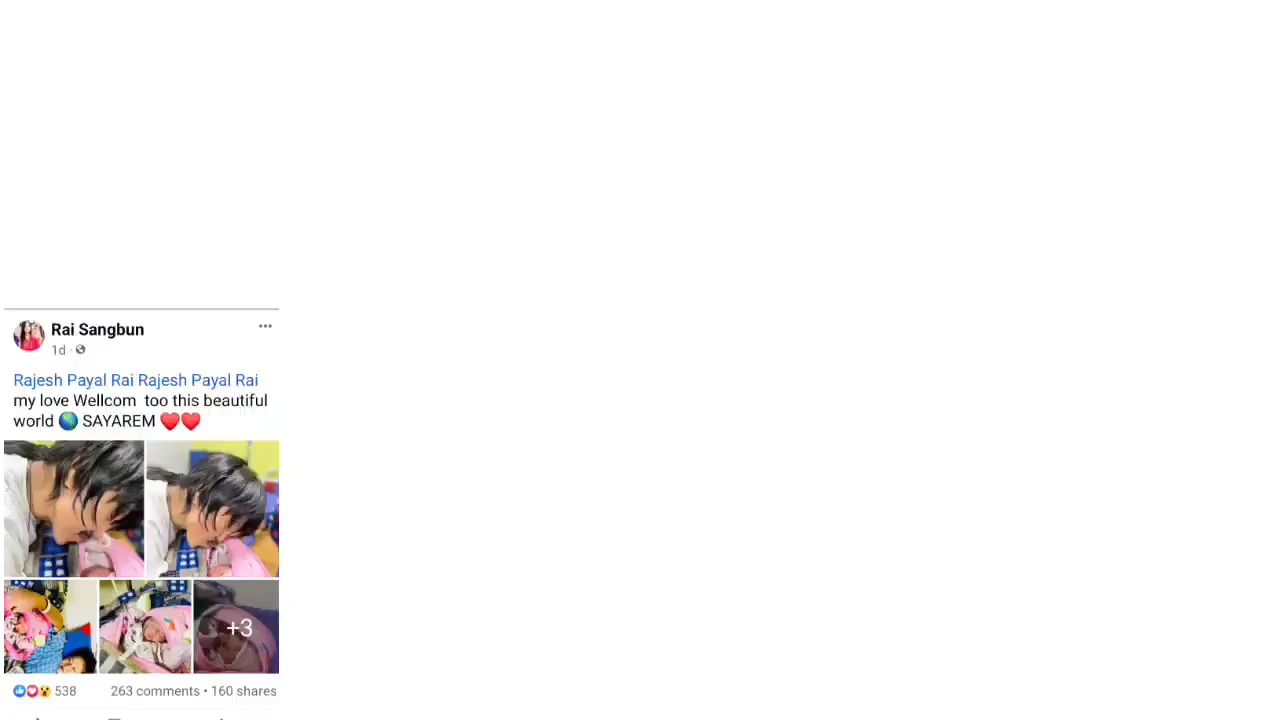 Rai Sangbun
1d ·
Rajesh Payal Rai Rajesh Payal Rai
my love Wellcom too this beautiful
world 🌏 SAYAREM ❤️❤️
+3
538 263 comments • 160 shares